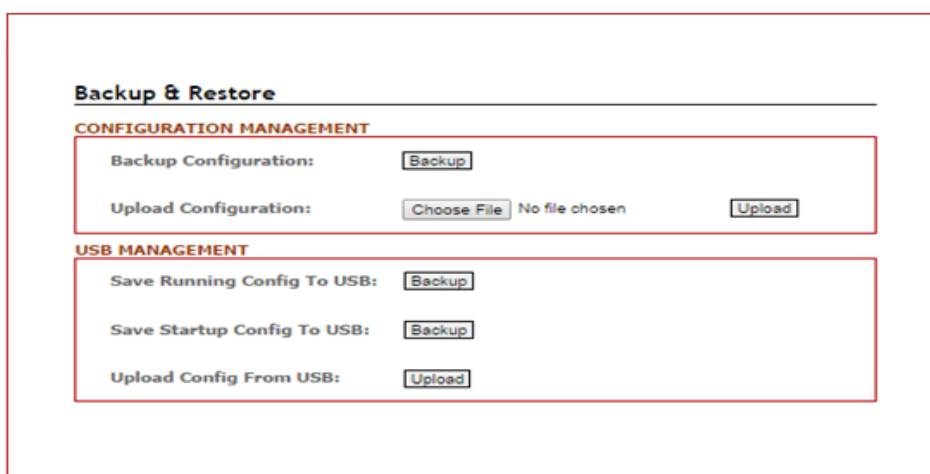 Backup & Restore
CONFIGURATION MANAGEMENT
Backup Configuration: Backup
Upload Configuration: Choose File No file chosen Upload
USB MANAGEMENT
Save Running Config To USB: Backup
Save Startup Config To USB: Backup
Upload Config From USB: Upload